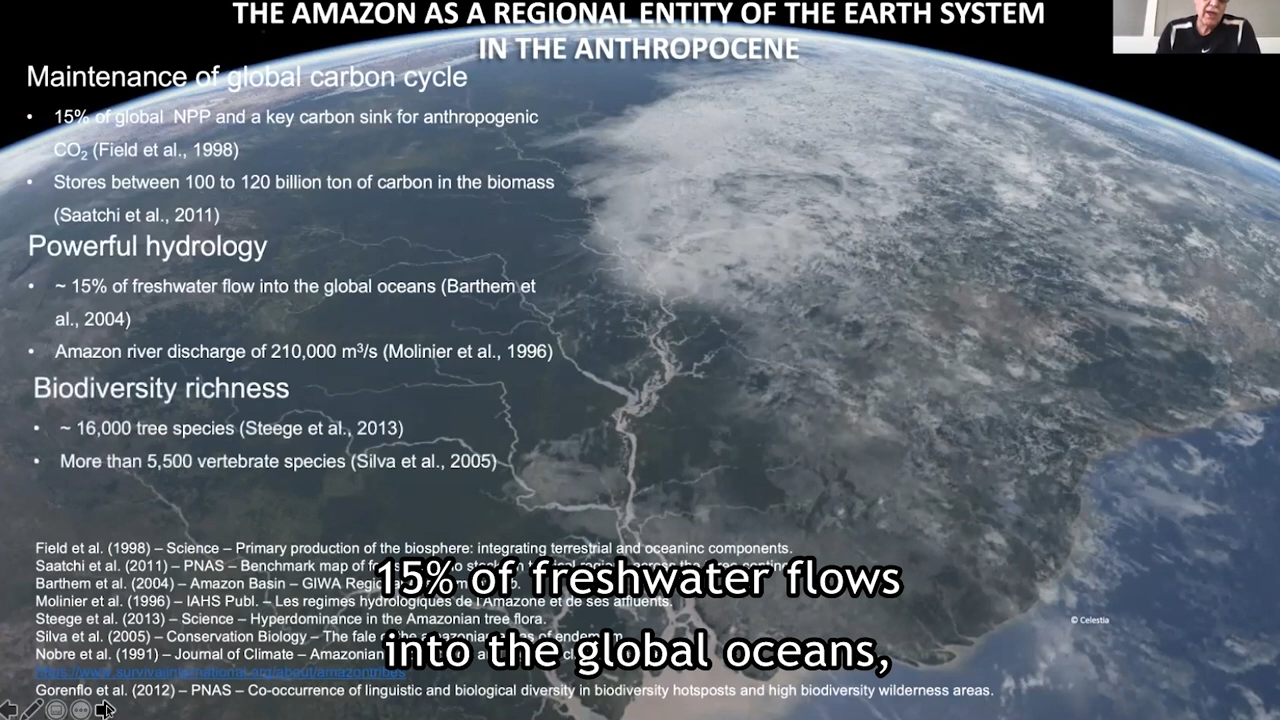 THE AMAZON AS A REGIONAL ENTITY OF THE EARTH SYSTEM
IN THE ANTHROPOCENE
Maintenance of global carbon cycle
• 15% of global NPP and a key carbon sink for anthropogenic
CO₂ (Field et al., 1998)
• Stores between 100 to 120 billion ton of carbon in the biomass
(Saatchi et al., 2011)
Powerful hydrology
• ~ 15% of freshwater flow into the global oceans (Barthem et
al., 2004)
• Amazon river discharge of 210,000 m³/s (Molinier et al., 1996)
Biodiversity richness
• ~ 16,000 tree species (Steege et al., 2013)
• More than 5,500 vertebrate species (Silva et al., 2005)
Field et al. (1998) – Science – Primary production of the biosphere: integrating terrestrial and oceaninc components.
Saatchi et al. (2011) – PNAS – Benchmark map of
Barthem et al. (2004) – Amazon Basin – GIWA
Molinier et al. (1996) – IAHS Publ. – Les regimes hydrologiques de l'Amazone et de ses affluents.
Steege et al. (2013) – Science – Hyperdominance in the Amazonian tree flora.
Silva et al. (2005) – Conservation Biology – The fate
Nobre et al. (1991) – Journal of Climate – Amazonian
https://www.survivalinternational.org/about/amazontribes
Gorenflo et al. (2012) – PNAS – Co-occurrence of linguistic and biological diversity in biodiversity hotsposts and high biodiversity wilderness areas.
© Celestia
15% of freshwater flows
into the global oceans,